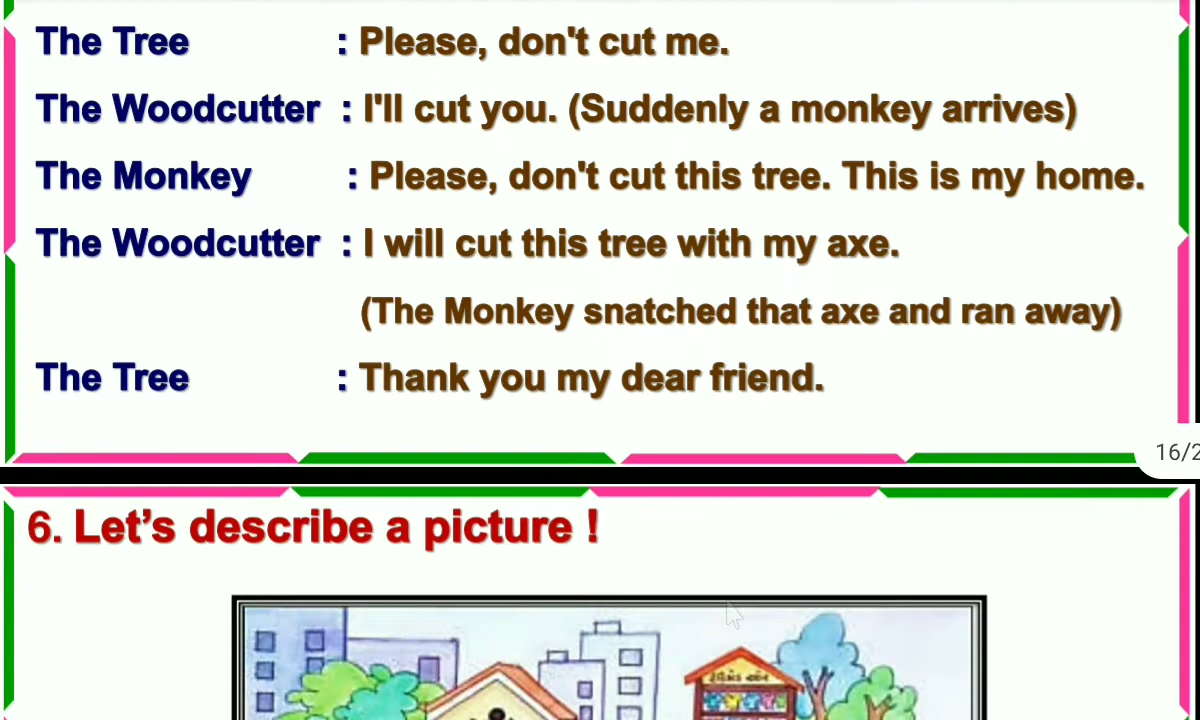 The Tree : Please, don't cut me.
The Woodcutter : I'll cut you. (Suddenly a monkey arrives)
The Monkey : Please, don't cut this tree. This is my home.
The Woodcutter : I will cut this tree with my axe.
(The Monkey snatched that axe and ran away)
The Tree : Thank you my dear friend.
16/2
6. Let’s describe a picture !